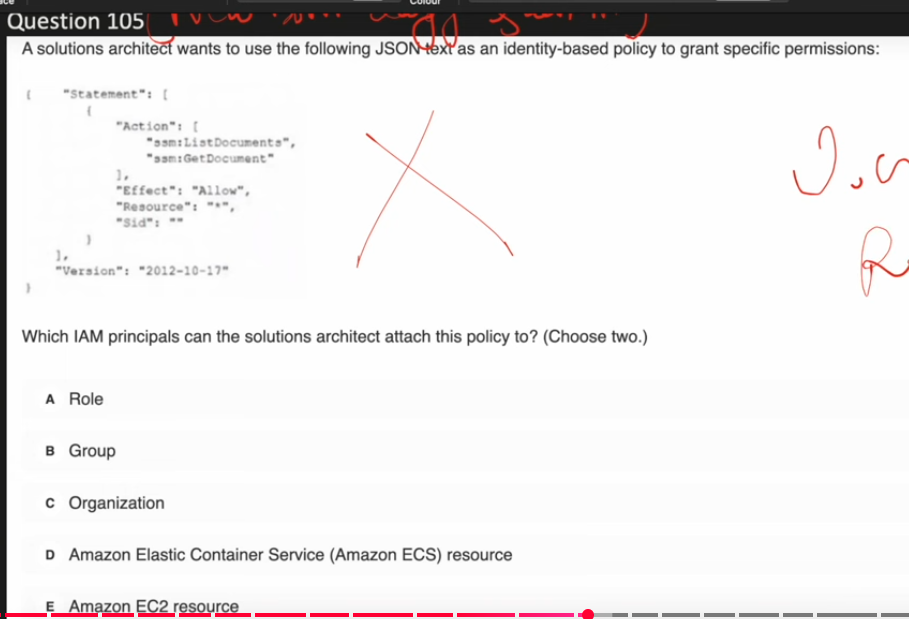 Colour
Question 105
A solutions architect wants to use the following JSON text as an identity-based policy to grant specific permissions:
{ "Statement": [
{
"Action": [
"ssm:ListDocuments",
"ssm:GetDocument"
],
"Effect": "Allow",
"Resource": "*",
"Sid": ""
}
],
"Version": "2012-10-17"
}
Which IAM principals can the solutions architect attach this policy to? (Choose two.)
A Role
B Group
C Organization
D Amazon Elastic Container Service (Amazon ECS) resource
E Amazon EC2 resource